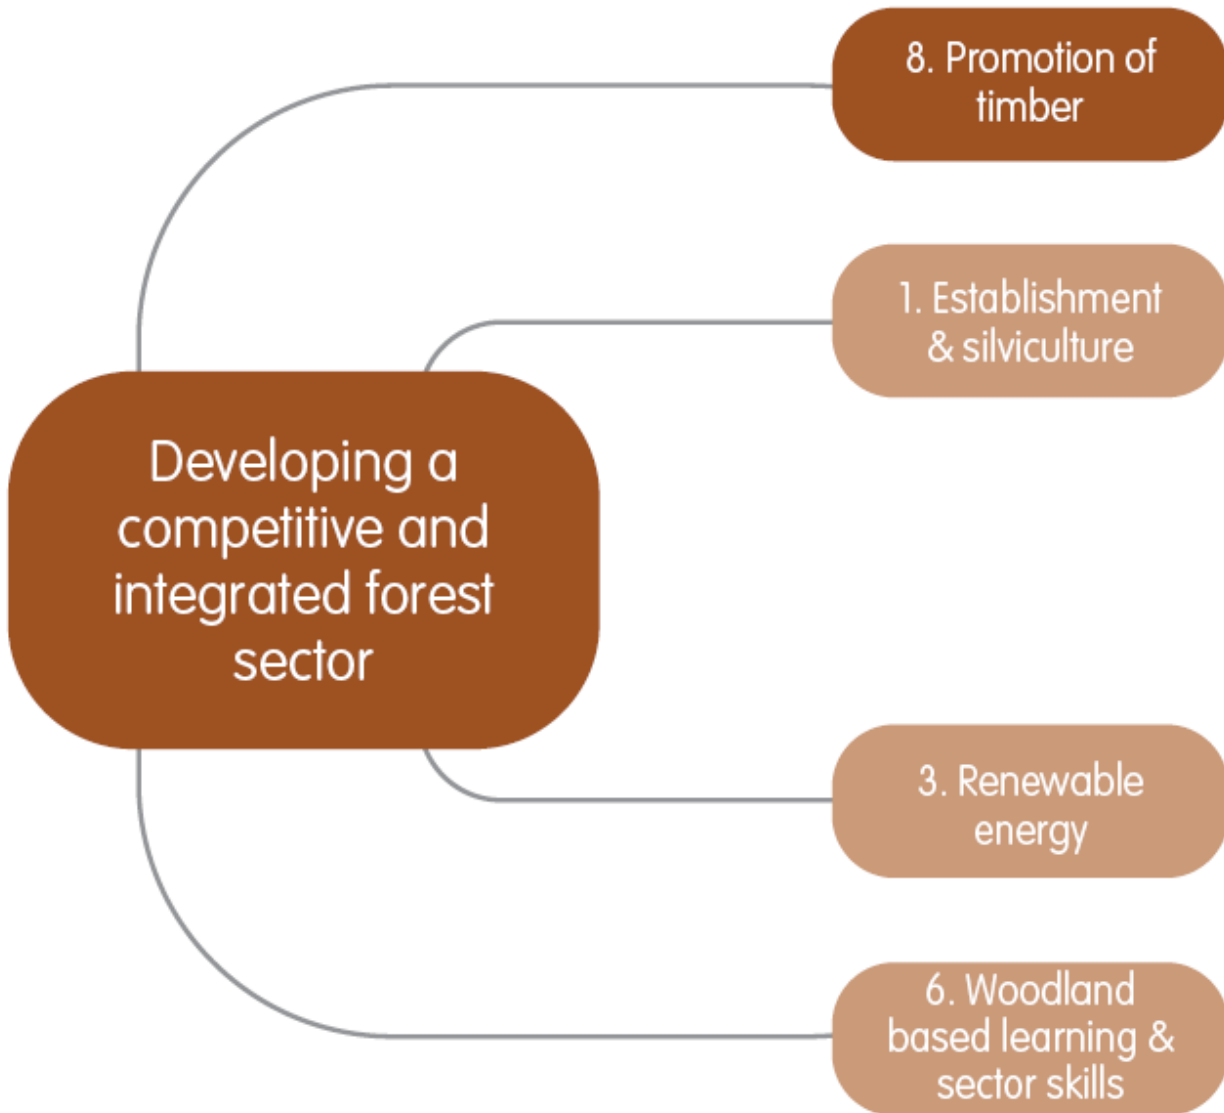 8. Promotion of
timber
1. Establishment
& silviculture
Developing a
competitive and
integrated forest
sector
3. Renewable
energy
6. Woodland
based learning &
sector skills